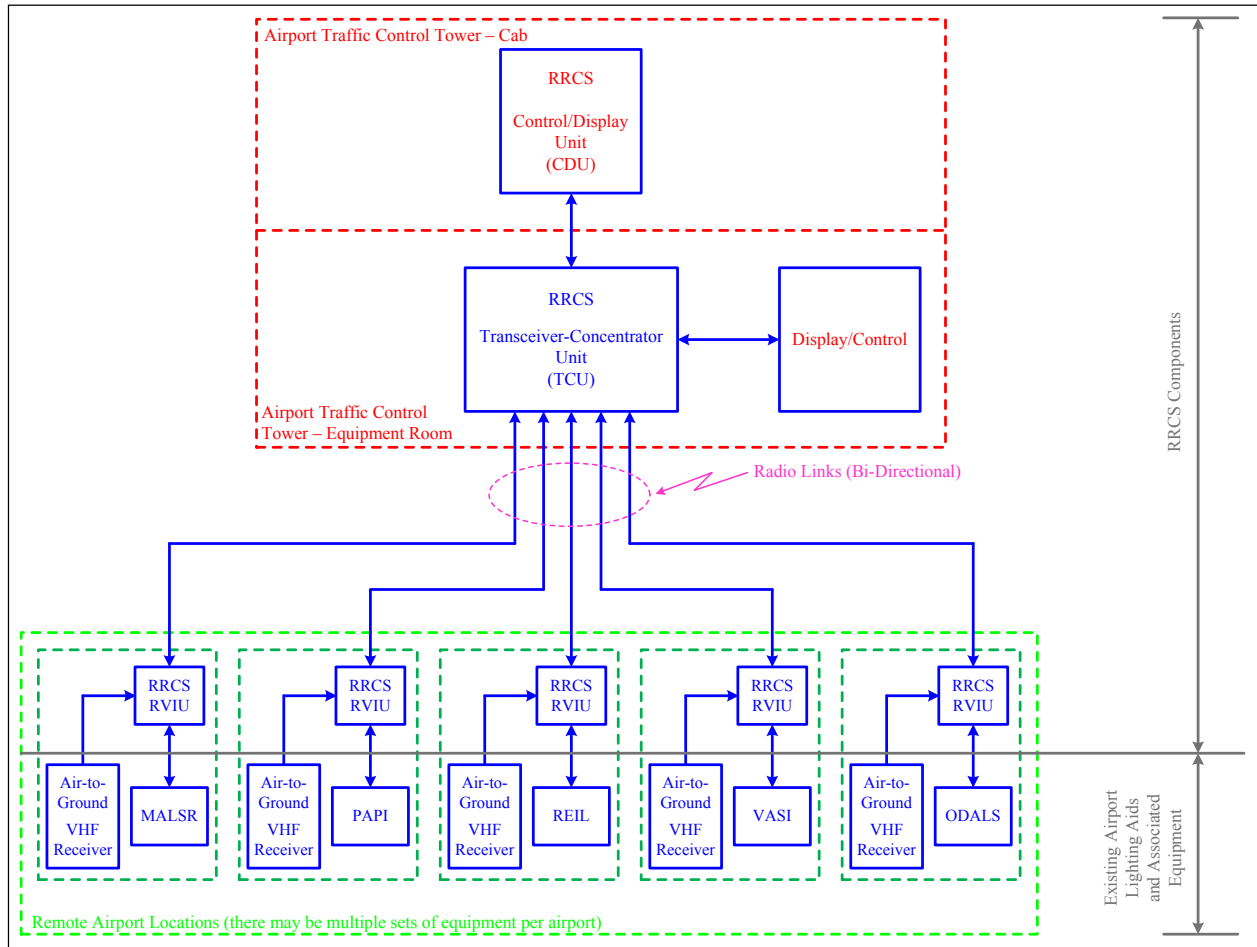 Airport Traffic Control Tower – Cab
RRCS
Control/Display
Unit
(CDU)
RRCS
Transceiver-Concentrator
Unit
(TCU)
Display/Control
Airport Traffic Control
Tower – Equipment Room
Radio Links (Bi-Directional)
RRCS Components
RRCS
RVIU
RRCS
RVIU
RRCS
RVIU
RRCS
RVIU
RRCS
RVIU
Air-to-
Ground
VHF
Receiver
MALSR
Air-to-
Ground
VHF
Receiver
PAPI
Air-to-
Ground
VHF
Receiver
REIL
Air-to-
Ground
VHF
Receiver
VASI
Air-to-
Ground
VHF
Receiver
ODALS
Existing Airport
Lighting Aids
and Associated
Equipment
Remote Airport Locations (there may be multiple sets of equipment per airport)